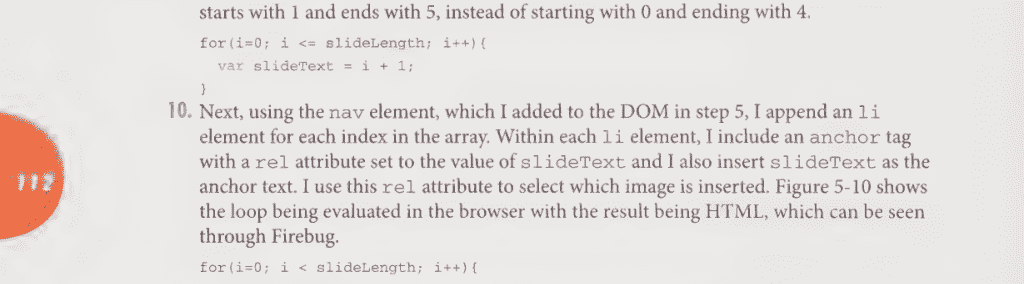 starts with 1 and ends with 5, instead of starting with 0 and ending with 4.
for(i=0; i <= slideLength; i++){
var slideText = i + 1;
}
10. Next, using the nav element, which I added to the DOM in step 5, I append an li
element for each index in the array. Within each li element, I include an anchor tag
with a rel attribute set to the value of slideText and I also insert slideText as the
112
anchor text. I use this rel attribute to select which image is inserted. Figure 5-10 shows
the loop being evaluated in the browser with the result being HTML, which can be seen
through Firebug.
for(i=0; i < slideLength; i++){